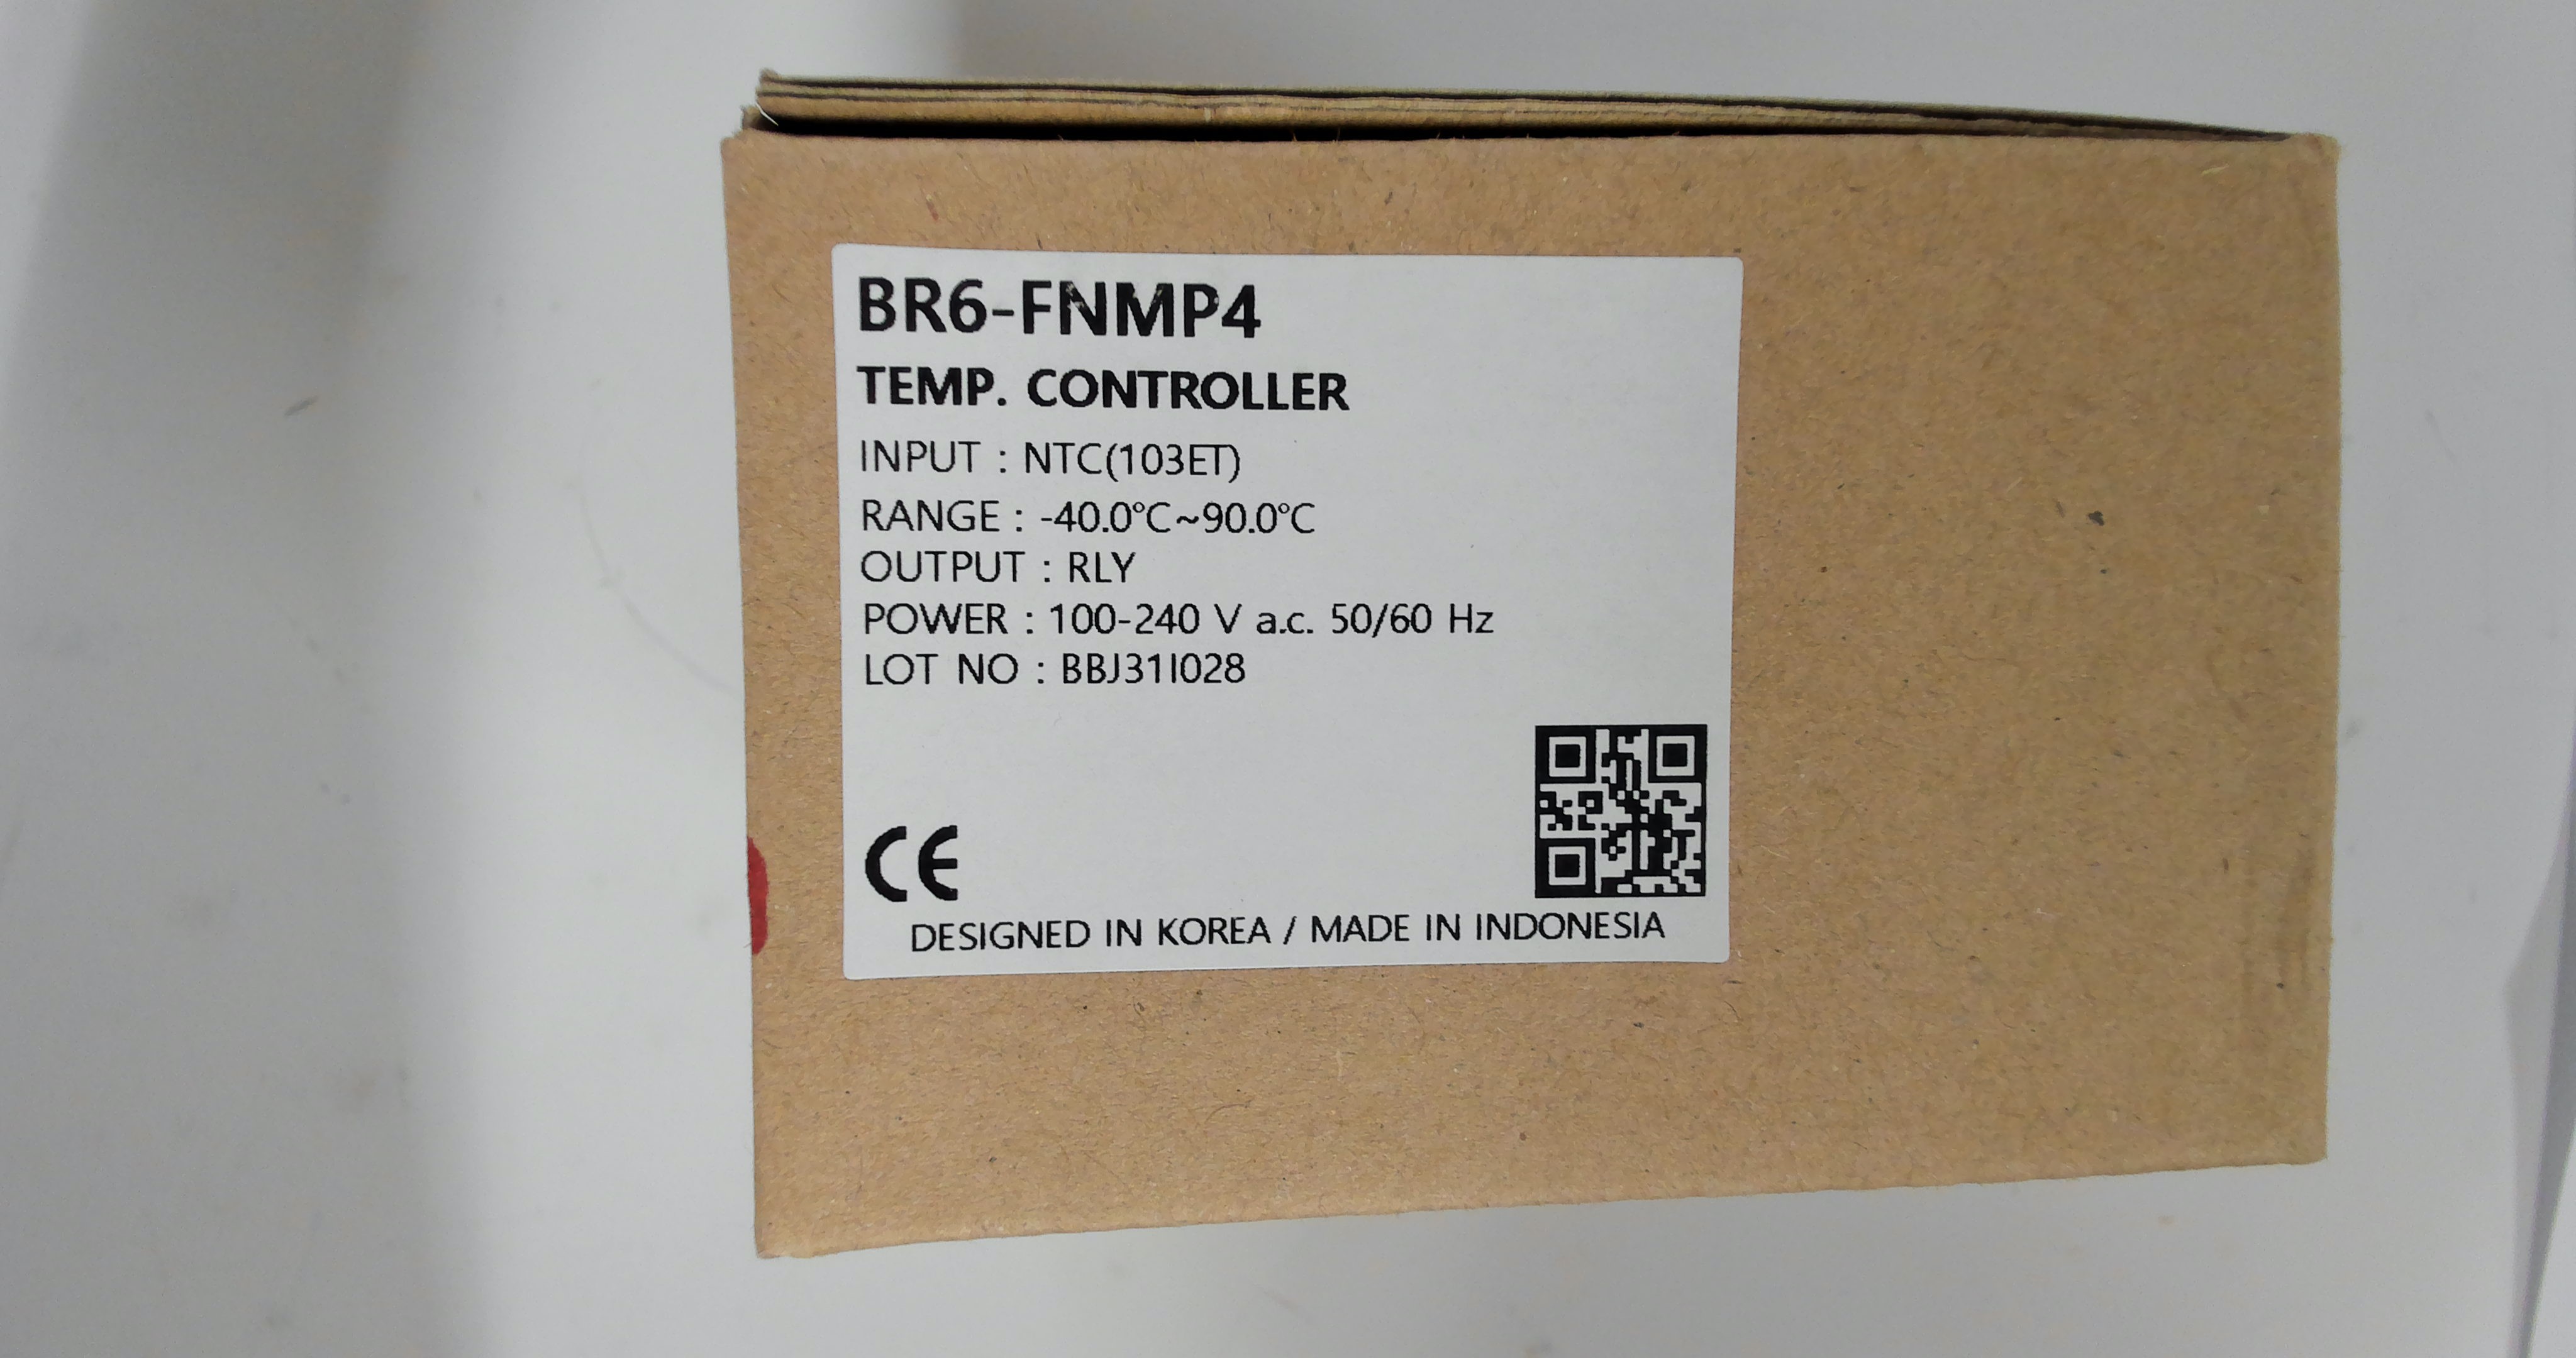 BR6-FNMP4
TEMP. CONTROLLER
INPUT : NTC(103ET)
RANGE : -40.0°C~90.0°C
OUTPUT : RLY
POWER : 100-240 V a.c. 50/60 Hz
LOT NO : BBJ31I028
CE
DESIGNED IN KOREA / MADE IN INDONESIA